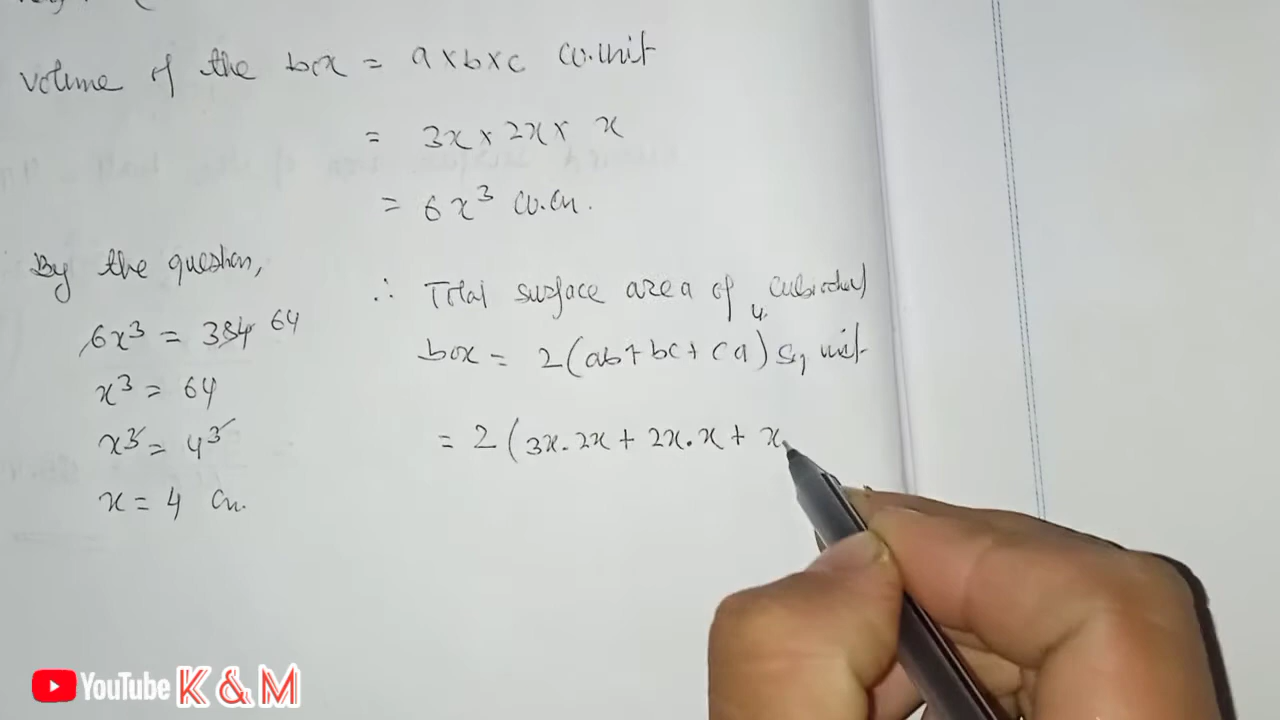 volume of the box = a × b × c cu.unit
= 3x × 2x × x
= 6x³ cu.cm.
By the question,
6x³ = 384 64
x³ = 64
x³ = 4³
x = 4 cm.
∴ Total surface area of cuboidal
box = 2(ab + bc + ca) sq unit
= 2(3x.2x + 2x.x + x.
YouTube K & M